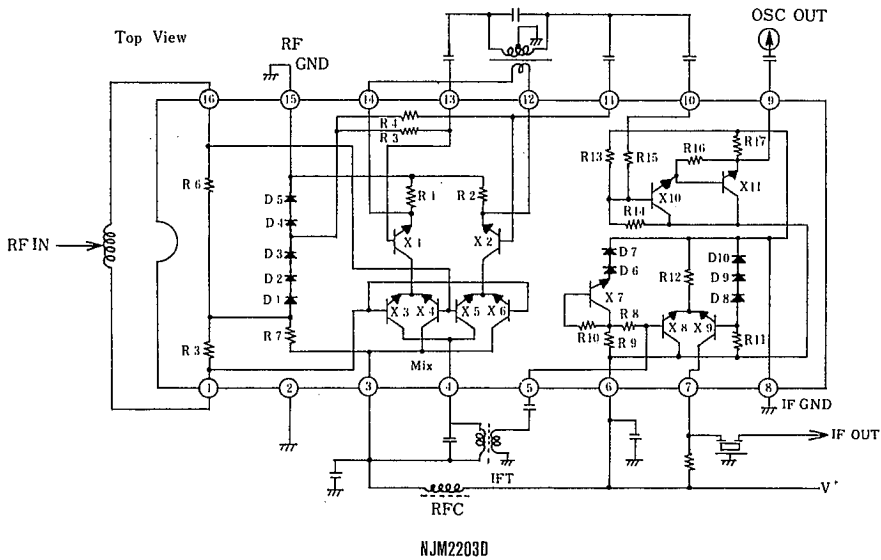 Top View
RF
GND
OSC OUT
16
15
14
13
12
11
10
9
R4
R3
R6
D5
D4
D3
D2
D1
R1
R2
R13
R15
R16
R17
X10
X11
R14
RF IN
X1
X2
D7
D6
R12
D10
D9
D8
X7
X3
X4
X5
X6
R8
X8
X9
R3
R7
R10
R9
R11
Mix
1
2
3
4
5
6
7
8
IF GND
IF OUT
IFT
RFC
V+
NJM2203D